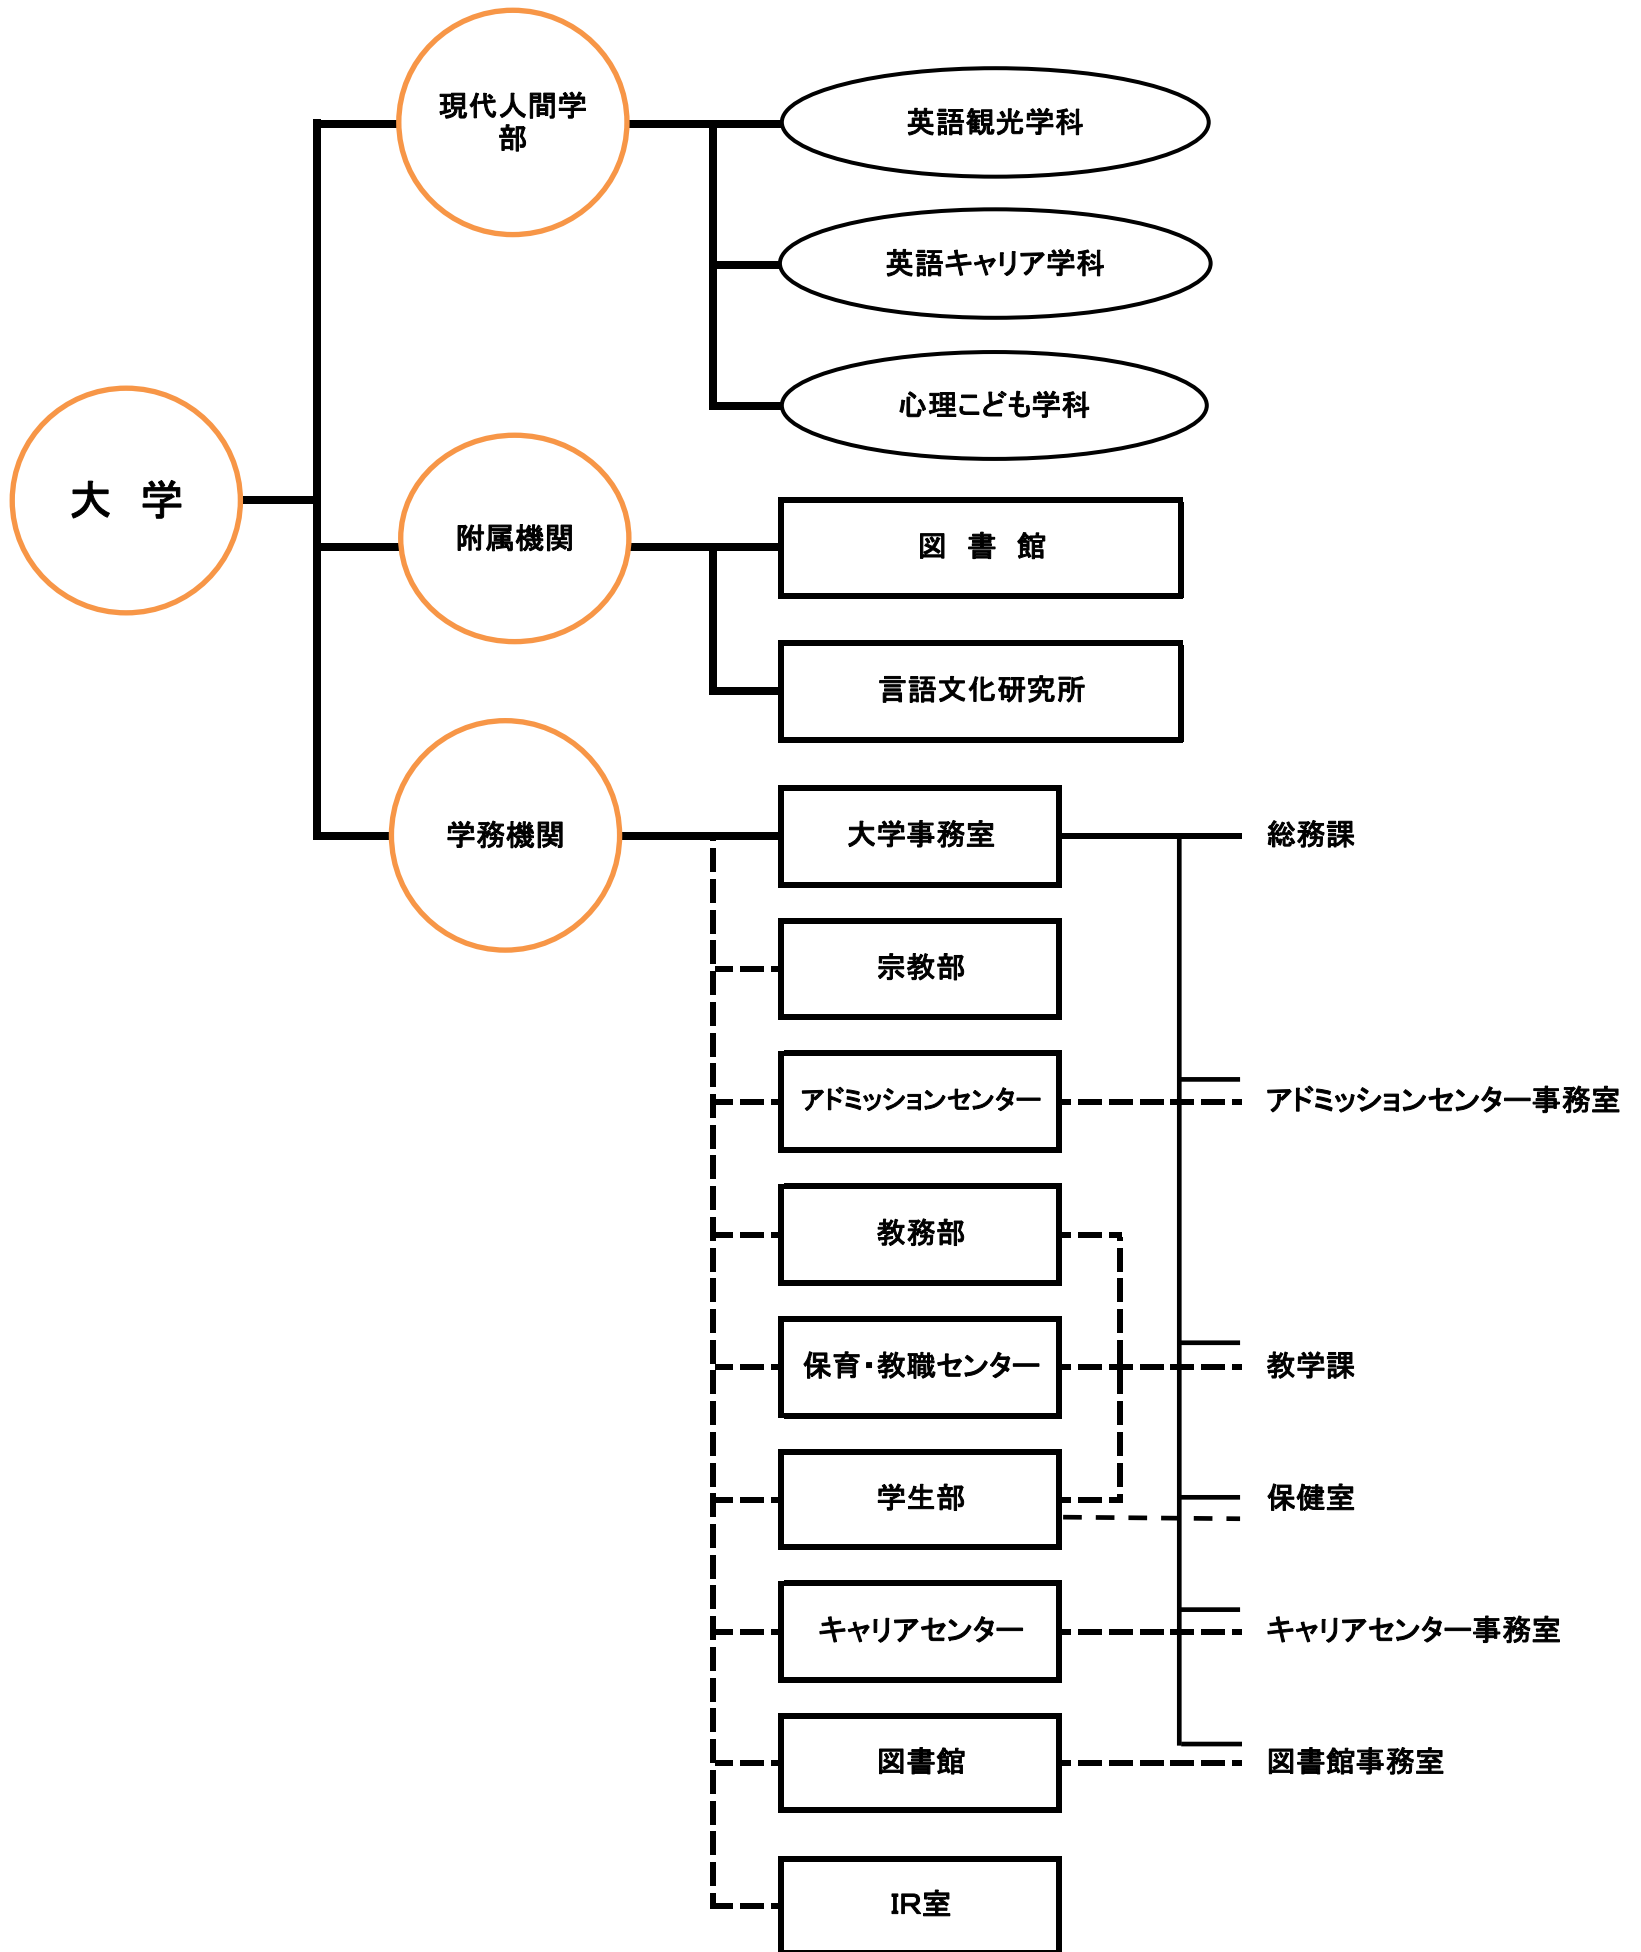 現代人間学
部
英語観光学科
英語キャリア学科
心理こども学科
大　学
附属機関
図　書　館
言語文化研究所
学務機関
大学事務室
総務課
宗教部
アドミッションセンター
アドミッションセンター事務室
教務部
保育・教職センター
教学課
学生部
保健室
キャリアセンター
キャリアセンター事務室
図書館
図書館事務室
IR室